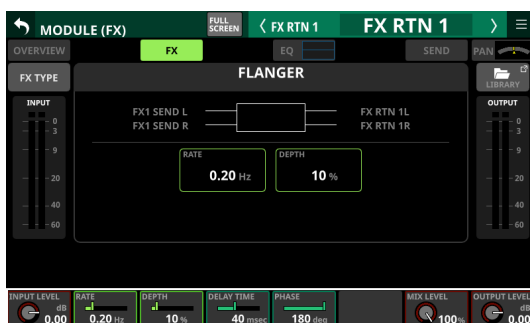 MODULE (FX)
FULL SCREEN
FX RTN 1
FX RTN 1
OVERVIEW
FX
EQ
SEND
PAN
FX TYPE
FLANGER
LIBRARY
INPUT
OUTPUT
0
3
9
20
40
60
FX1 SEND L
FX RTN 1L
FX1 SEND R
FX RTN 1R
RATE
0.20 Hz
DEPTH
10 %
0
3
9
20
40
60
INPUT LEVEL
dB
0.00
RATE
0.20 Hz
DEPTH
10 %
DELAY TIME
40 msec
PHASE
180 deg
MIX LEVEL
100%
OUTPUT LEVEL
dB
0.00